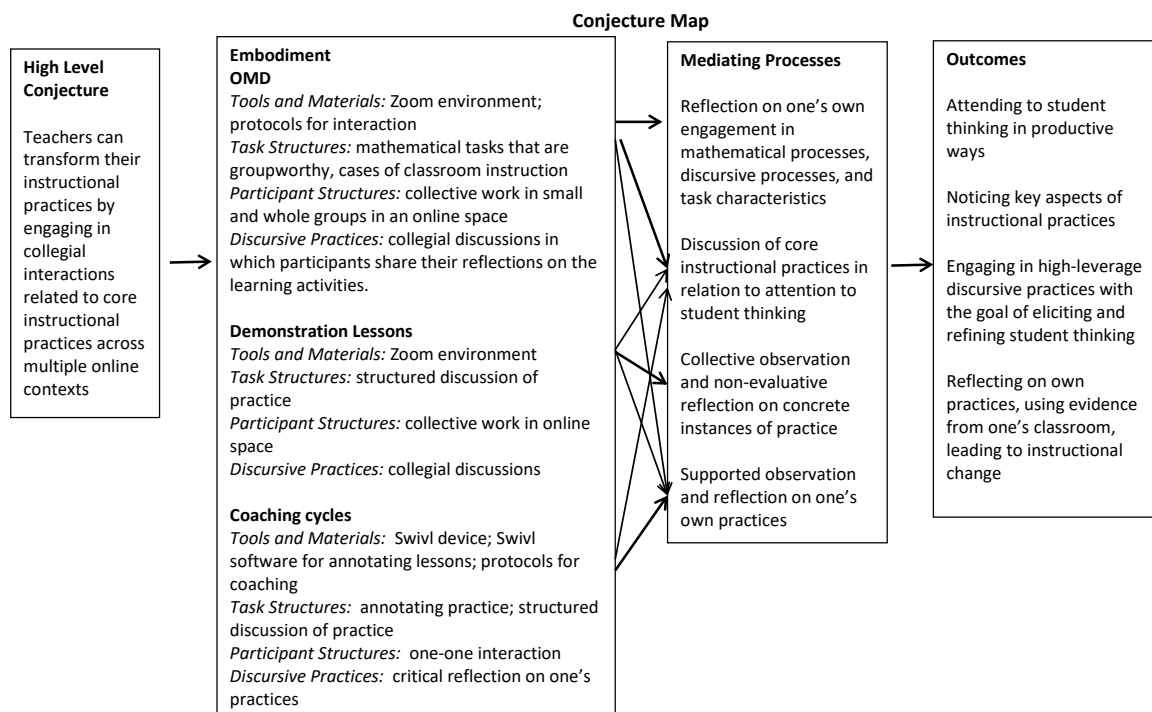 Conjecture Map
High Level
Conjecture
Teachers can
transform their
instructional
practices by
engaging in
collegial
interactions
related to core
instructional
practices across
multiple online
contexts
Embodiment
OMD
Tools and Materials: Zoom environment;
protocols for interaction
Task Structures: mathematical tasks that are
groupworthy, cases of classroom instruction
Participant Structures: collective work in small
and whole groups in an online space
Discursive Practices: collegial discussions in
which participants share their reflections on the
learning activities.
Demonstration Lessons
Tools and Materials: Zoom environment
Task Structures: structured discussion of
practice
Participant Structures: collective work in online
space
Discursive Practices: collegial discussions
Coaching cycles
Tools and Materials: Swivl device; Swivl
software for annotating lessons; protocols for
coaching
Task Structures: annotating practice; structured
discussion of practice
Participant Structures: one-one interaction
Discursive Practices: critical reflection on one's
practices
Mediating Processes
Reflection on one's own
engagement in
mathematical processes,
discursive processes, and
task characteristics
Discussion of core
instructional practices in
relation to attention to
student thinking
Collective observation
and non-evaluative
reflection on concrete
instances of practice
Supported observation
and reflection on one's
own practices
Outcomes
Attending to student
thinking in productive
ways
Noticing key aspects of
instructional practices
Engaging in high-leverage
discursive practices with
the goal of eliciting and
refining student thinking
Reflecting on own
practices, using evidence
from one's classroom,
leading to instructional
change